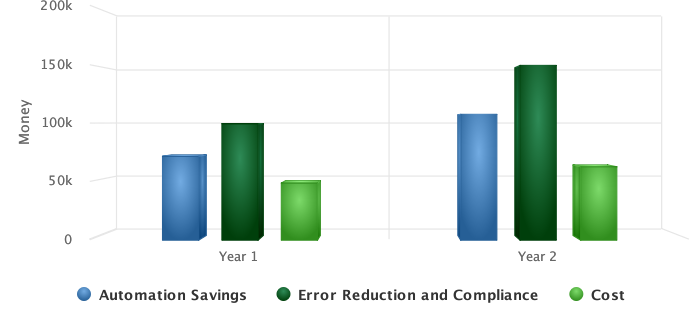 200k
150k
100k
50k
0
Money
Year 1
Year 2
Automation Savings
Error Reduction and Compliance
Cost